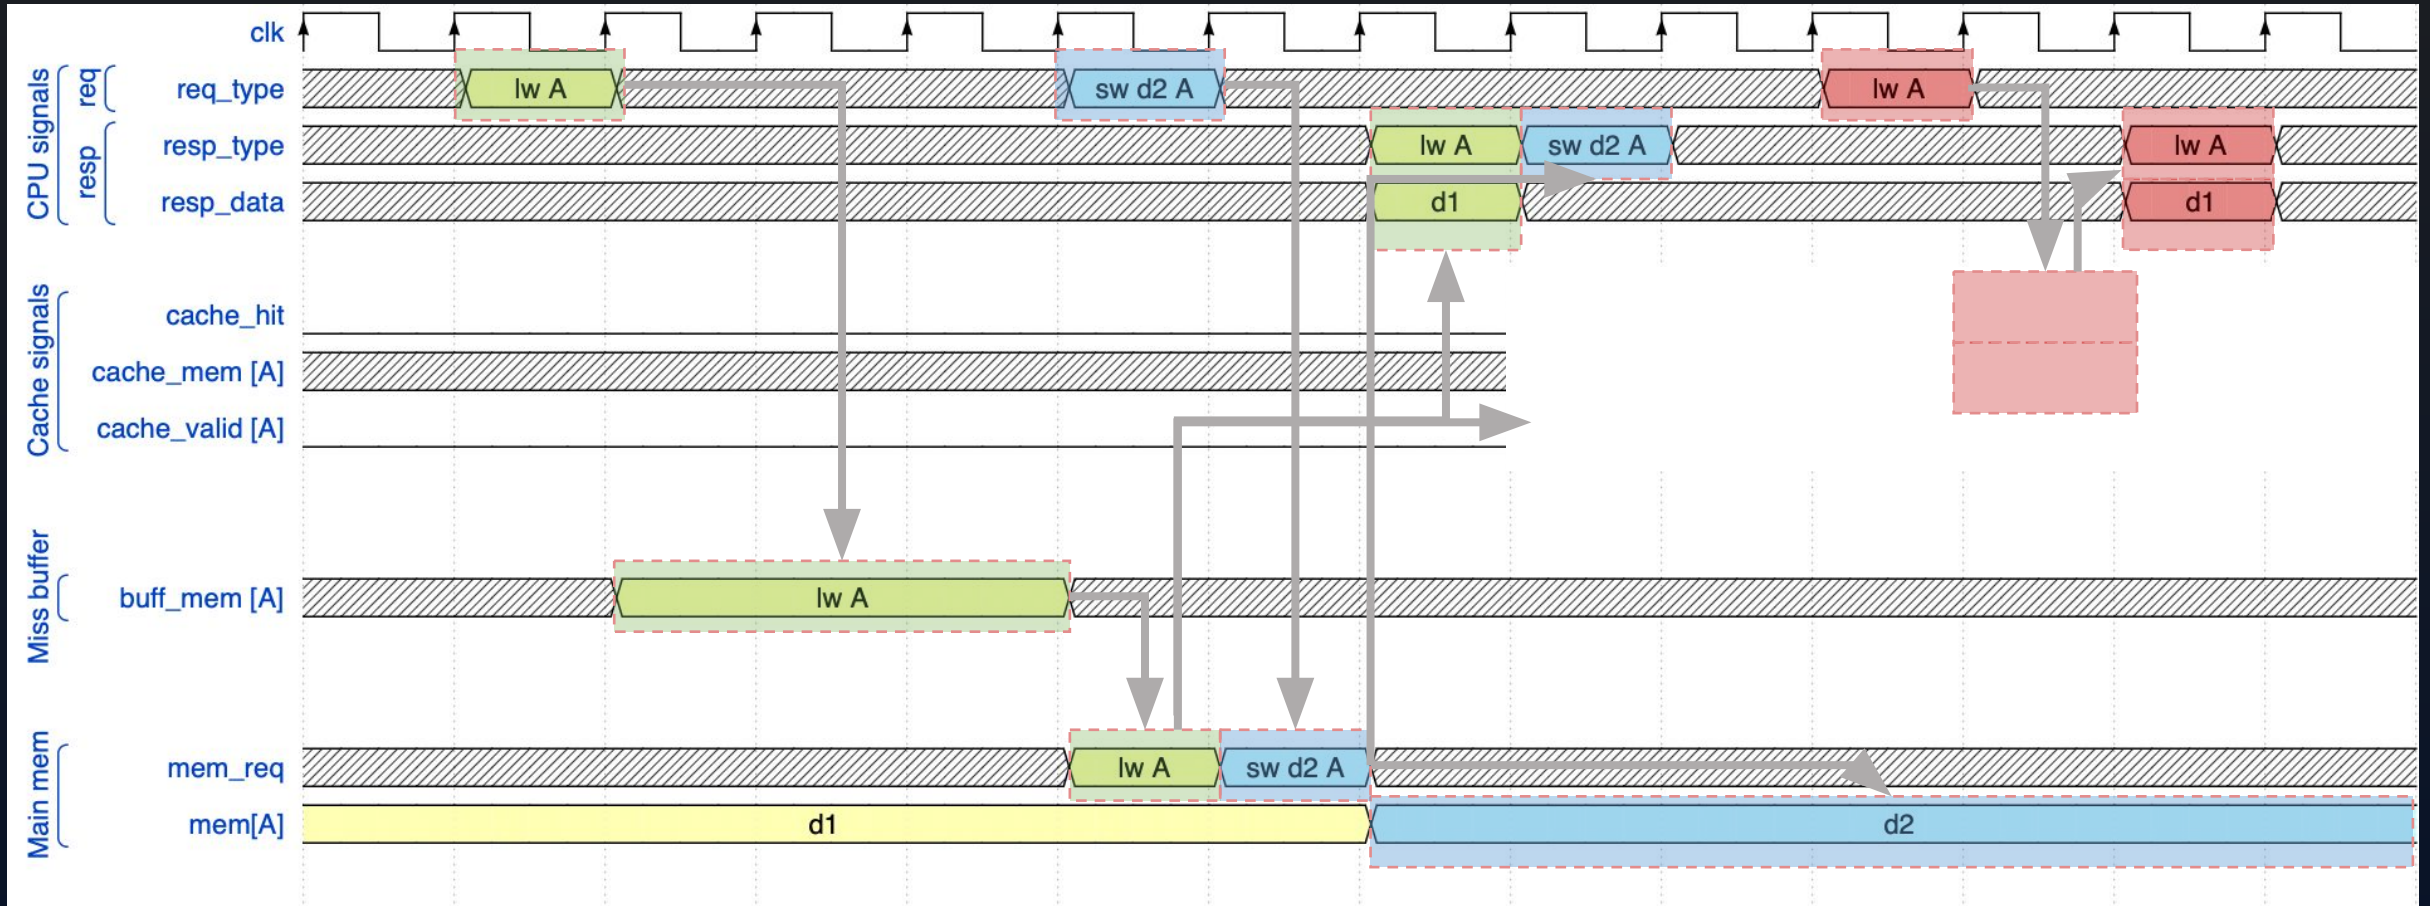 clk
CPU signals
req
req_type
lw A
sw d2 A
lw A
resp
resp_type
lw A
sw d2 A
lw A
resp_data
d1
d1
Cache signals
cache_hit
cache_mem [A]
cache_valid [A]
Miss buffer
buff_mem [A]
lw A
Main mem
mem_req
lw A
sw d2 A
mem[A]
d1
d2